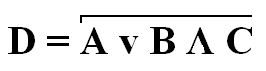 D = A v B Λ C